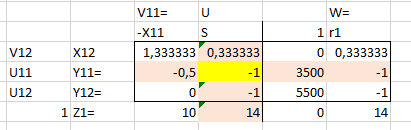 V11= U W=
-X11 S 1 r1
V12 X12 1,333333 0,333333 0 0,333333
U11 Y11= -0,5 -1 3500 -1
U12 Y12= 0 -1 5500 -1
1 Z1= 10 14 0 14